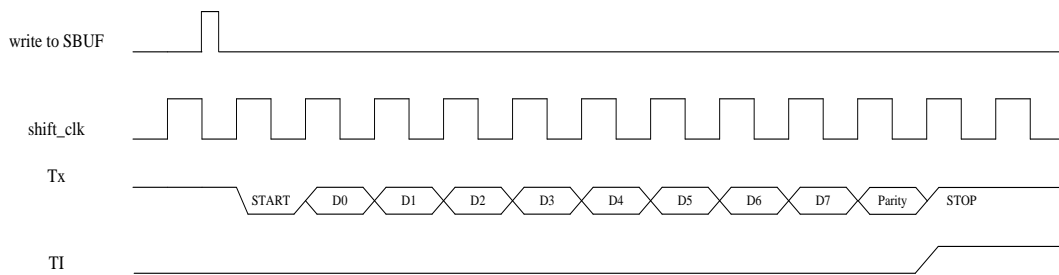 write to SBUF
shift_clk
Tx
START D0 D1 D2 D3 D4 D5 D6 D7 Parity STOP
TI